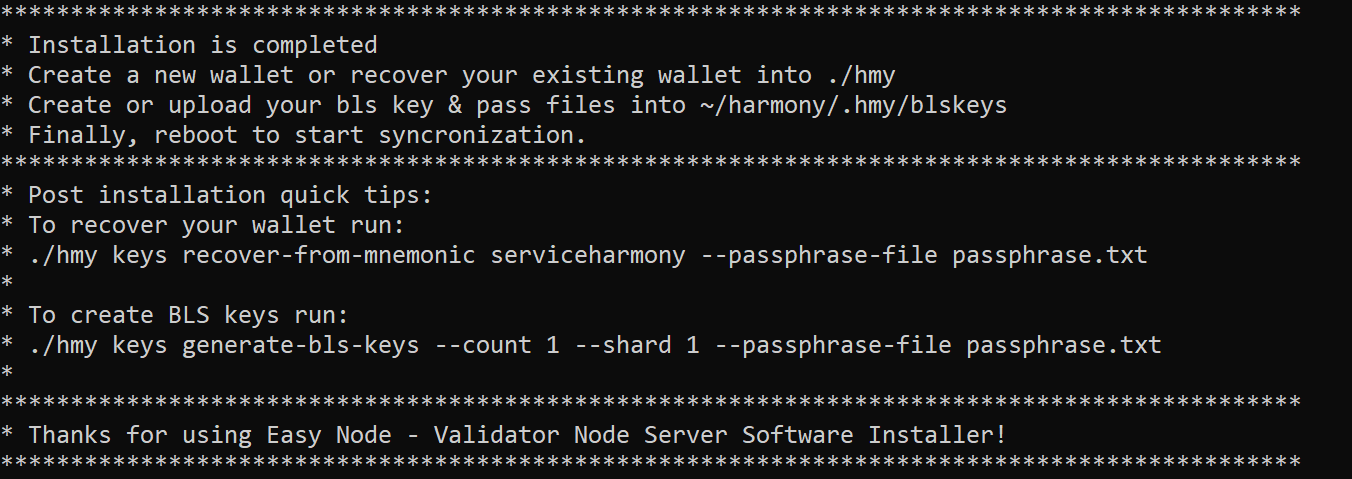 *********************************************************************************************
* Installation is completed
* Create a new wallet or recover your existing wallet into ./hmy
* Create or upload your bls key & pass files into ~/harmony/.hmy/blskeys
* Finally, reboot to start syncronization.
*********************************************************************************************
* Post installation quick tips:
* To recover your wallet run:
* ./hmy keys recover-from-mnemonic serviceharmony --passphrase-file passphrase.txt
*
* To create BLS keys run:
* ./hmy keys generate-bls-keys --count 1 --shard 1 --passphrase-file passphrase.txt
*
*********************************************************************************************
* Thanks for using Easy Node - Validator Node Server Software Installer!
*********************************************************************************************